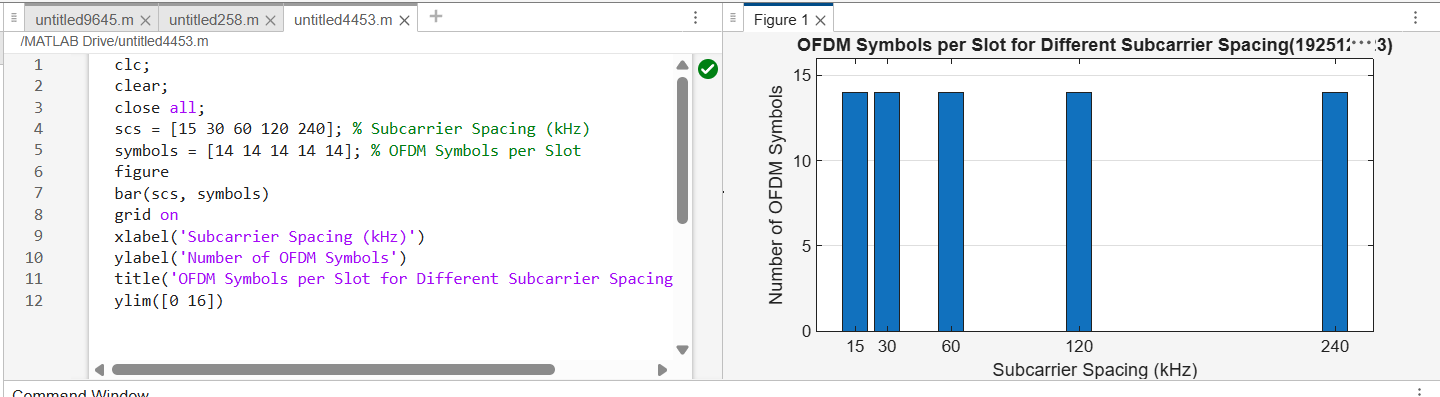 untitled9645.m × untitled258.m × untitled4453.m × +
/MATLAB Drive/untitled4453.m
1 clc;
2 clear;
3 close all;
4 scs = [15 30 60 120 240]; % Subcarrier Spacing (kHz)
5 symbols = [14 14 14 14 14]; % OFDM Symbols per Slot
6 figure
7 bar(scs, symbols)
8 grid on
9 xlabel('Subcarrier Spacing (kHz)')
10 ylabel('Number of OFDM Symbols')
11 title('OFDM Symbols per Slot for Different Subcarrier Spacing
12 ylim([0 16])
Command Window
Figure 1 ×
OFDM Symbols per Slot for Different Subcarrier Spacing
Number of OFDM Symbols
15
10
5
0
15 30 60 120 240
Subcarrier Spacing (kHz)